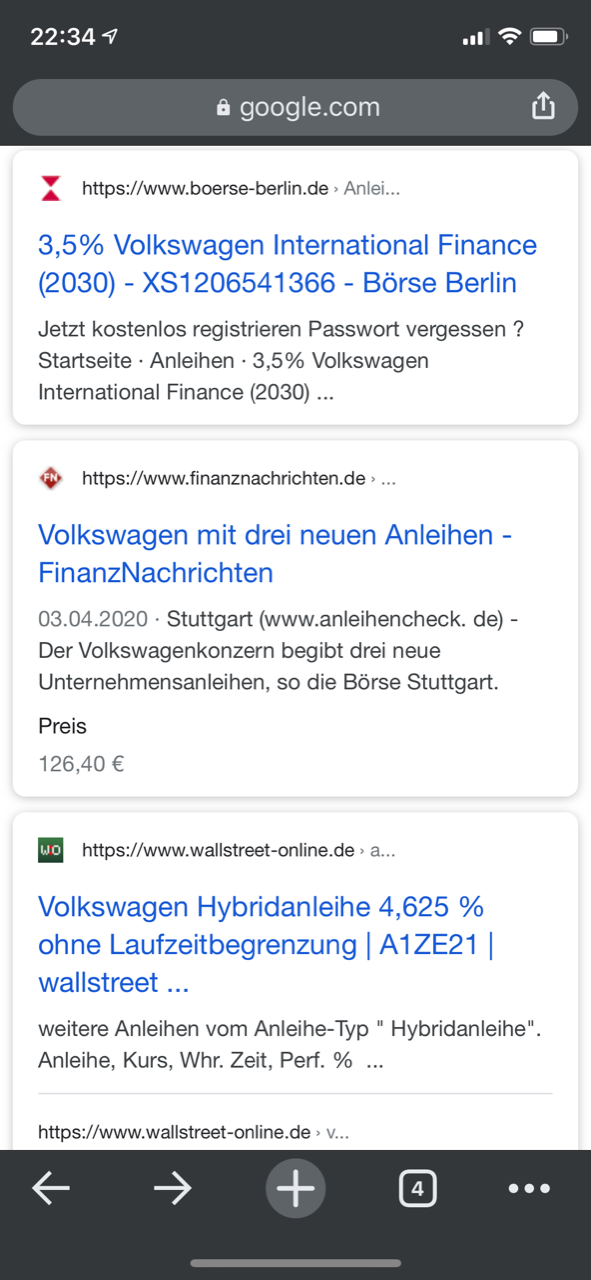 22:34
google.com
https://www.boerse-berlin.de › Anlei...
3,5% Volkswagen International Finance
(2030) - XS1206541366 - Börse Berlin
Jetzt kostenlos registrieren Passwort vergessen ?
Startseite · Anleihen · 3,5% Volkswagen
International Finance (2030) ...
FN
https://www.finanznachrichten.de › ...
Volkswagen mit drei neuen Anleihen -
FinanzNachrichten
03.04.2020 · Stuttgart (www.anleihencheck. de) -
Der Volkswagenkonzern begibt drei neue
Unternehmensanleihen, so die Börse Stuttgart.
Preis
126,40 €
w:o
https://www.wallstreet-online.de › a...
Volkswagen Hybridanleihe 4,625 %
ohne Laufzeitbegrenzung | A1ZE21 |
wallstreet ...
weitere Anleihen vom Anleihe-Typ " Hybridanleihe".
Anleihe, Kurs, Whr. Zeit, Perf. % ...
https://www.wallstreet-online.de › v...
4